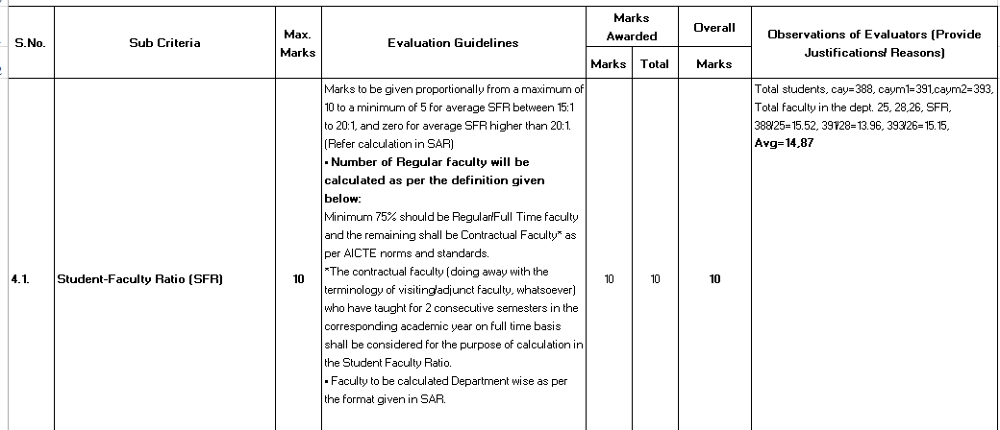 S.No.
Sub Criteria
Max.
Marks
Evaluation Guidelines
Marks
Awarded
Marks
Total
Overall
Marks
Observations of Evaluators (Provide
Justifications/ Reasons)
4.1.
Student-Faculty Ratio (SFR)
10
Marks to be given proportionally from a maximum of
10 to a minimum of 5 for average SFR between 15:1
to 20:1, and zero for average SFR higher than 20:1.
(Refer calculation in SAR)
• Number of Regular faculty will be
calculated as per the definition given
below:
Minimum 75% should be Regular/Full Time faculty
and the remaining shall be Contractual Faculty* as
per AICTE norms and standards.
*The contractual faculty (doing away with the
terminology of visiting/adjunct faculty, whatsoever)
who have taught for 2 consecutive semesters in the
corresponding academic year on full time basis
shall be considered for the purpose of calculation in
the Student Faculty Ratio.
• Faculty to be calculated Department wise as per
the format given in SAR.
10
10
10
Total students, cay=388, caym1=391,caym2=393,
Total faculty in the dept. 25, 28,26, SFR,
388/25=15.52, 391/28=13.96, 393/26=15.15,
Avg=14,87